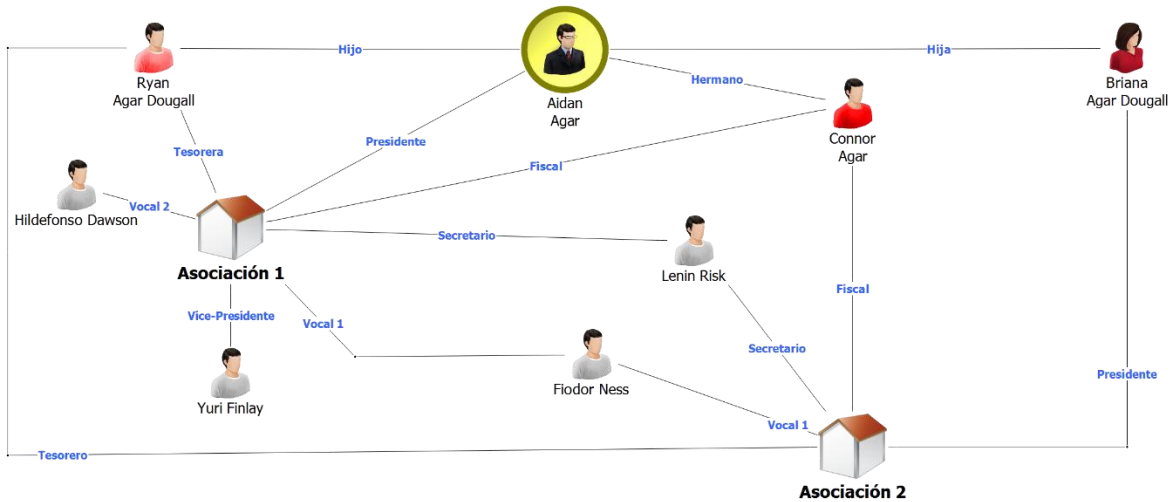 Hijo
Hija
Ryan
Agar Dougall
Aidan
Agar
Briana
Agar Dougall
Hermano
Connor
Agar
Presidente
Tesorera
Fiscal
Vocal 2
Hildefonso Dawson
Secretario
Asociación 1
Lenin Risk
Fiscal
Vice-Presidente
Vocal 1
Secretario
Yuri Finlay
Fiodor Ness
Presidente
Vocal 1
Tesorero
Asociación 2